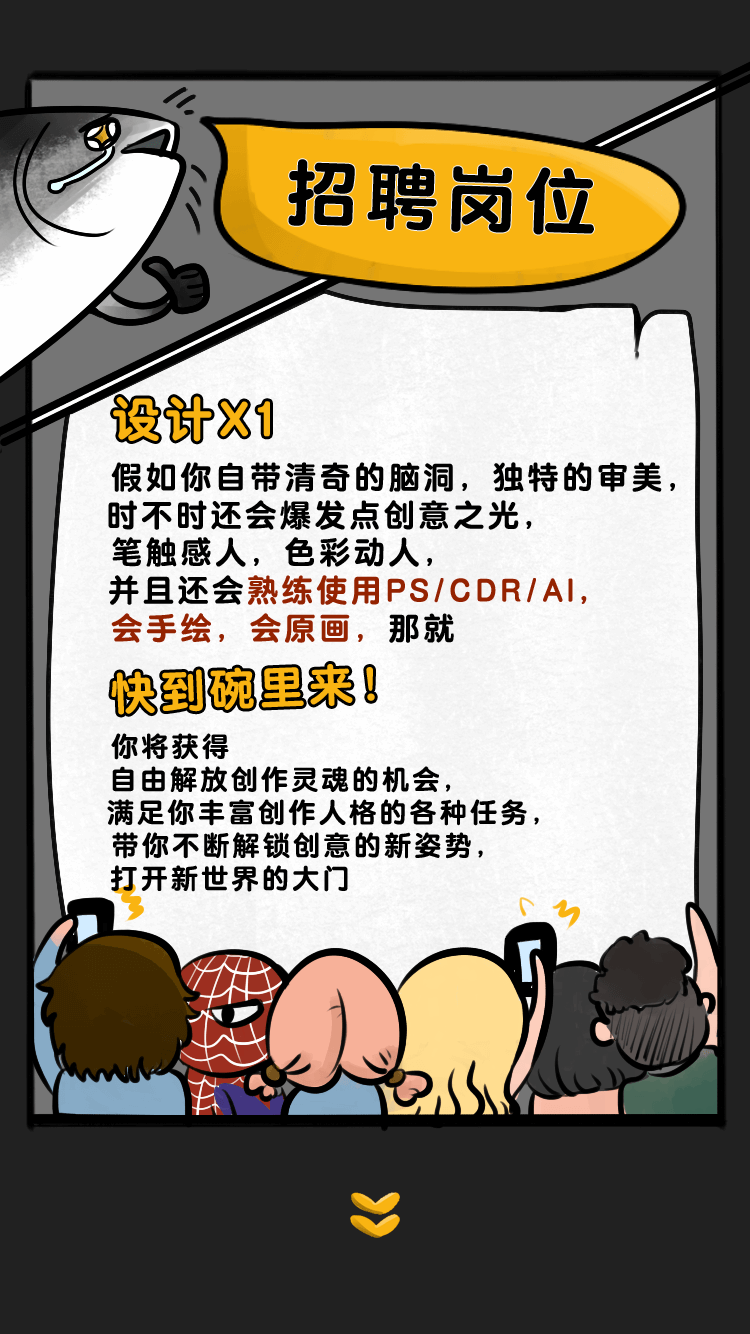 招聘岗位
设计X1
假如你自带清奇的脑洞，独特的审美，
时不时还会爆发点创意之光，
笔触感人，色彩动人，
并且还会熟练使用PS/CDR/AI，
会手绘，会原画，那就
快到碗里来！
你将获得
自由解放创作灵魂的机会，
满足你丰富创作人格的各种任务，
带你不断解锁创意的新姿势，
打开新世界的大门